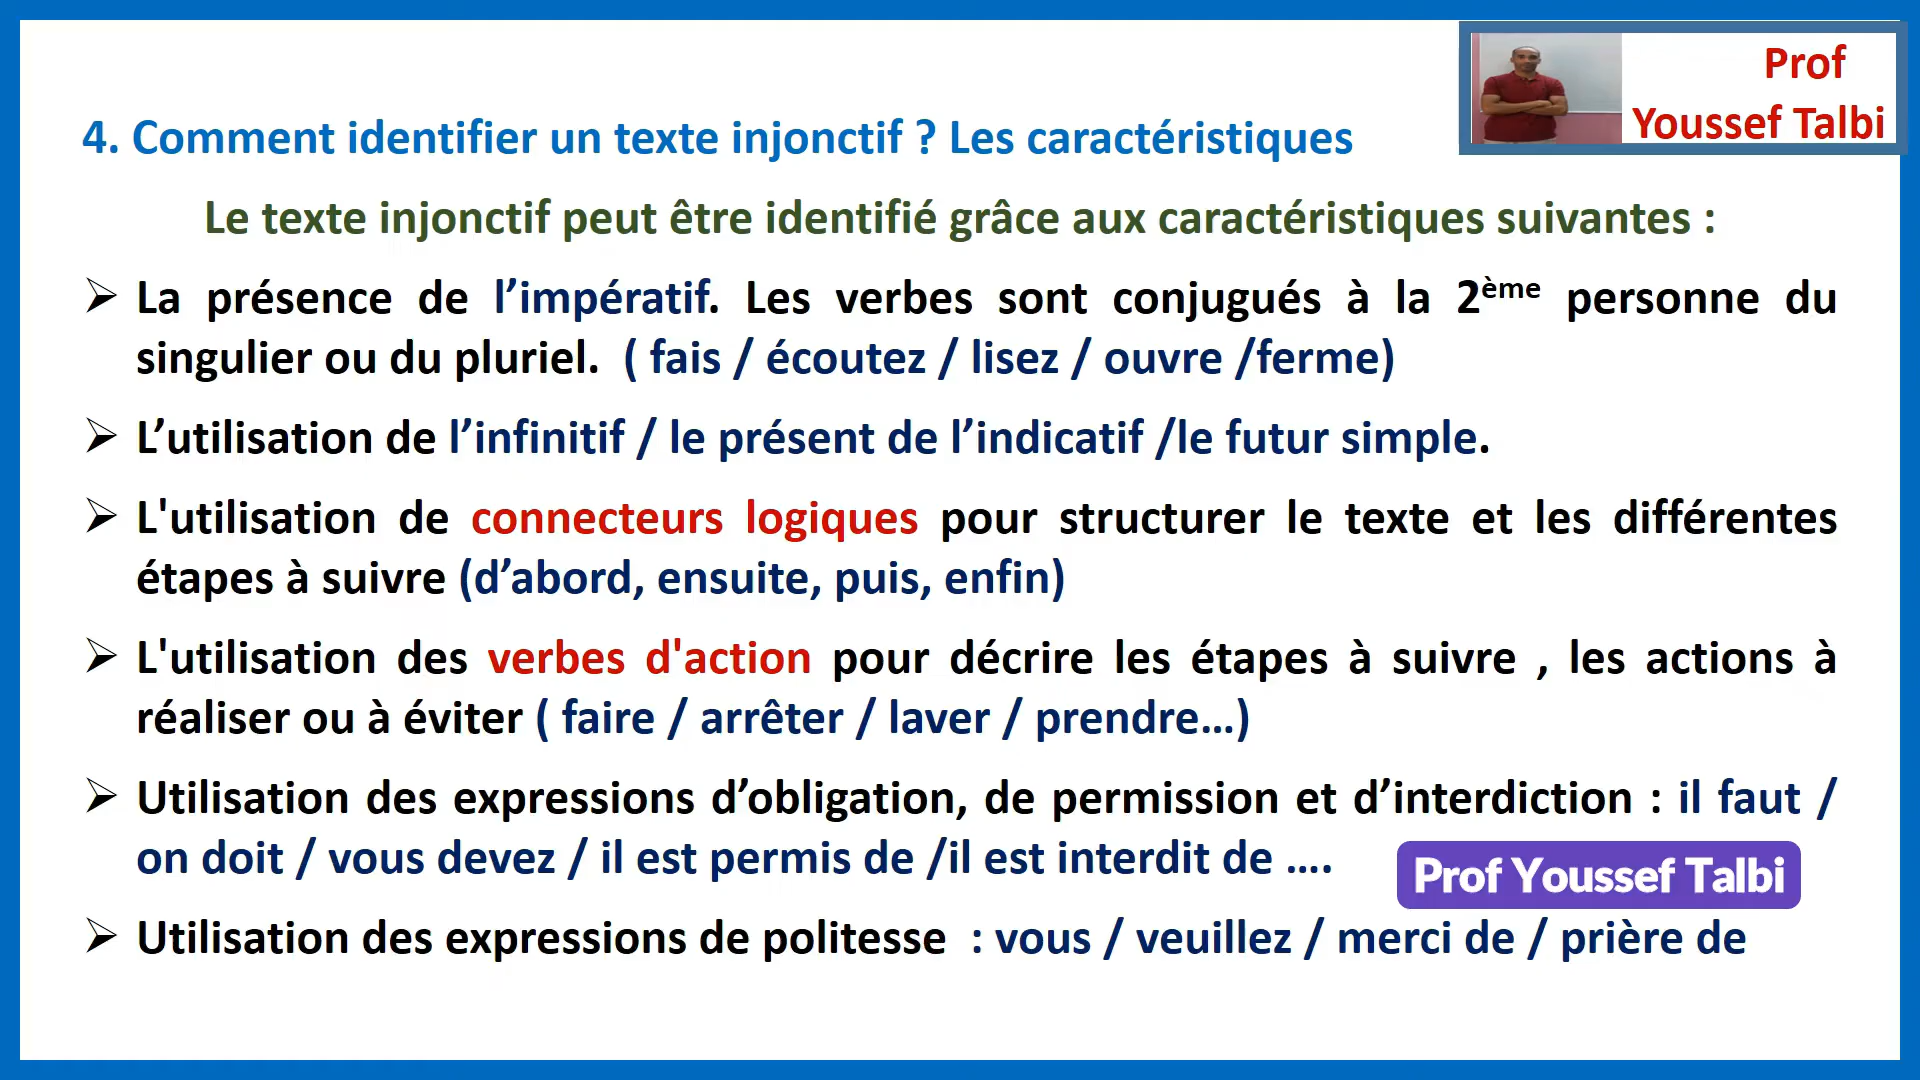 Prof
Youssef Talbi
4. Comment identifier un texte injonctif ? Les caractéristiques
Le texte injonctif peut être identifié grâce aux caractéristiques suivantes :
➢ La présence de l’impératif. Les verbes sont conjugués à la 2ème personne du
singulier ou du pluriel. ( fais / écoutez / lisez / ouvre /ferme)
➢ L’utilisation de l’infinitif / le présent de l’indicatif /le futur simple.
➢ L'utilisation de connecteurs logiques pour structurer le texte et les différentes
étapes à suivre (d’abord, ensuite, puis, enfin)
➢ L'utilisation des verbes d'action pour décrire les étapes à suivre , les actions à
réaliser ou à éviter ( faire / arrêter / laver / prendre…)
➢ Utilisation des expressions d’obligation, de permission et d’interdiction : il faut /
on doit / vous devez / il est permis de /il est interdit de ….
Prof Youssef Talbi
➢ Utilisation des expressions de politesse : vous / veuillez / merci de / prière de